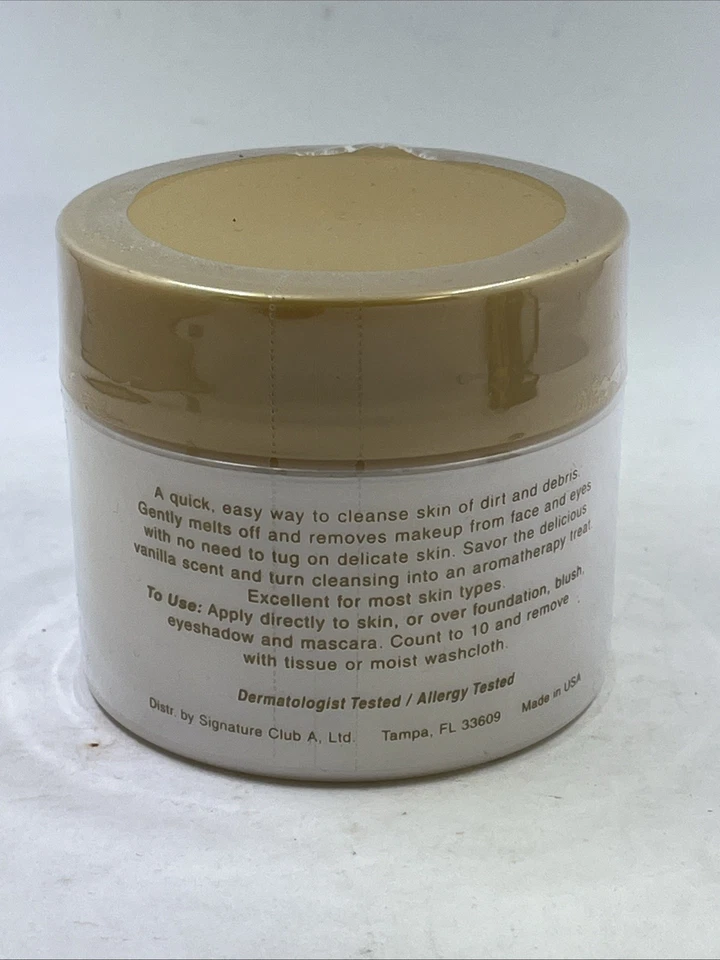 A quick, easy way to cleanse skin of dirt and debris.
Gently melts off and removes makeup from face and eyes
with no need to tug on delicate skin. Savor the delicious
vanilla scent and turn cleansing into an aromatherapy treat.
Excellent for most skin types.
To Use: Apply directly to skin, or over foundation, blush,
eyeshadow and mascara. Count to 10 and remove
with tissue or moist washcloth.
Dermatologist Tested / Allergy Tested
Distr. by Signature Club A, Ltd. Tampa, FL 33609 Made in USA